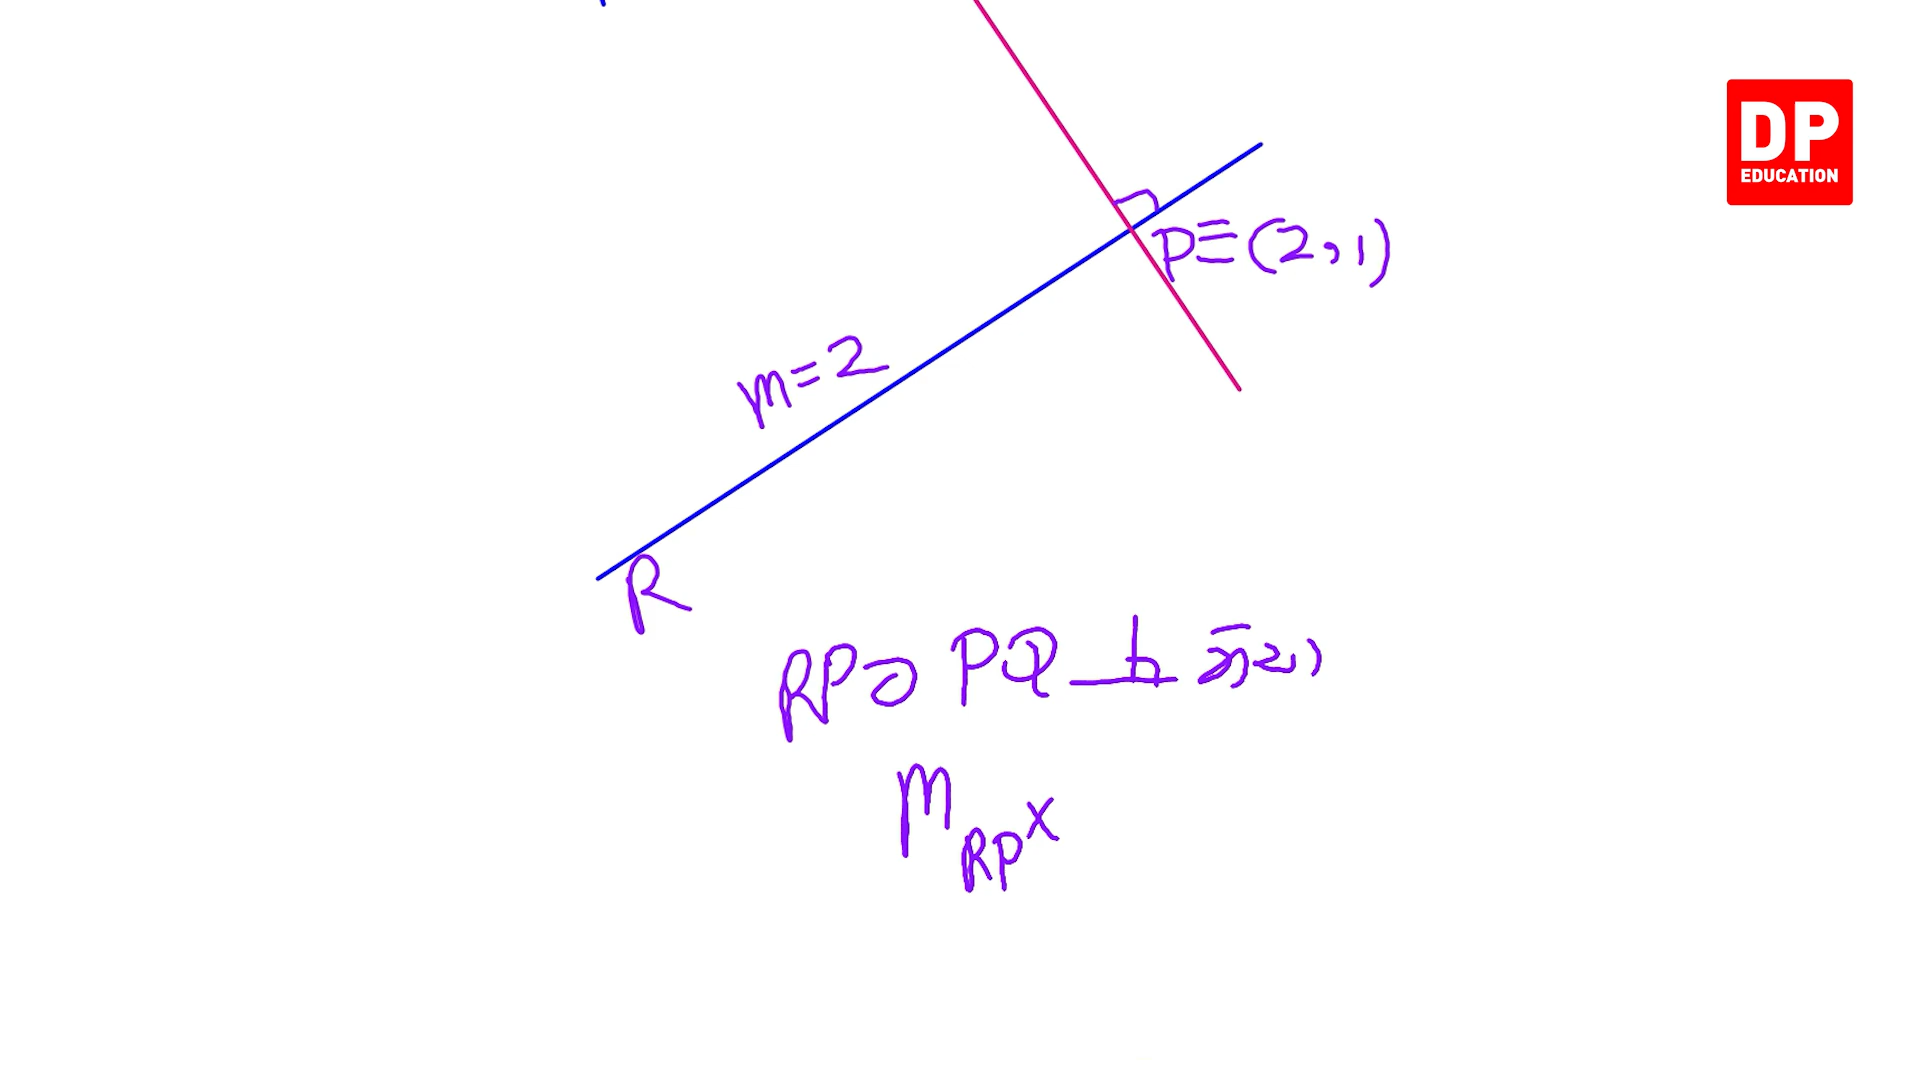 DP
EDUCATION
P≡(2,1)
m=2
R
RPට PQ
m_RP ×